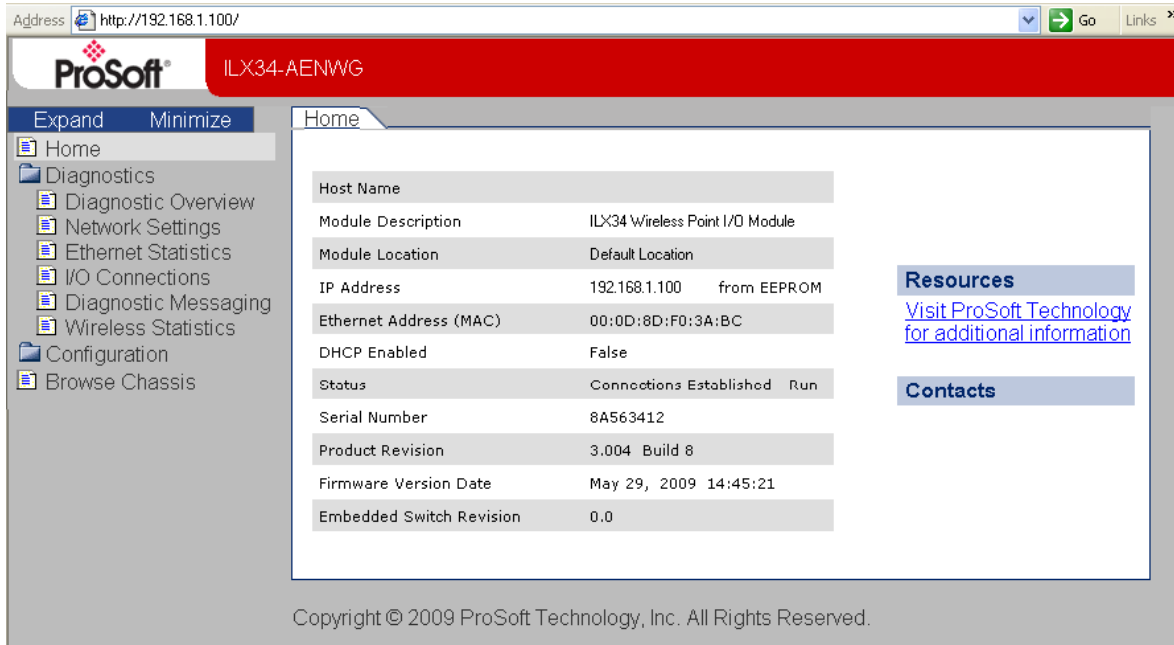 Address http://192.168.1.100/ Go Links »
ProSoft® ILX34-AENWG
Expand Minimize
Home
Home
Diagnostics
Diagnostic Overview
Network Settings
Ethernet Statistics
I/O Connections
Diagnostic Messaging
Wireless Statistics
Configuration
Browse Chassis
Host Name
Module Description ILX34 Wireless Point I/O Module
Module Location Default Location
IP Address 192.168.1.100 from EEPROM
Ethernet Address (MAC) 00:0D:8D:F0:3A:BC
DHCP Enabled False
Status Connections Established Run
Serial Number 8A563412
Product Revision 3.004 Build 8
Firmware Version Date May 29, 2009 14:45:21
Embedded Switch Revision 0.0
Resources
Visit ProSoft Technology
for additional information
Contacts
Copyright © 2009 ProSoft Technology, Inc. All Rights Reserved.